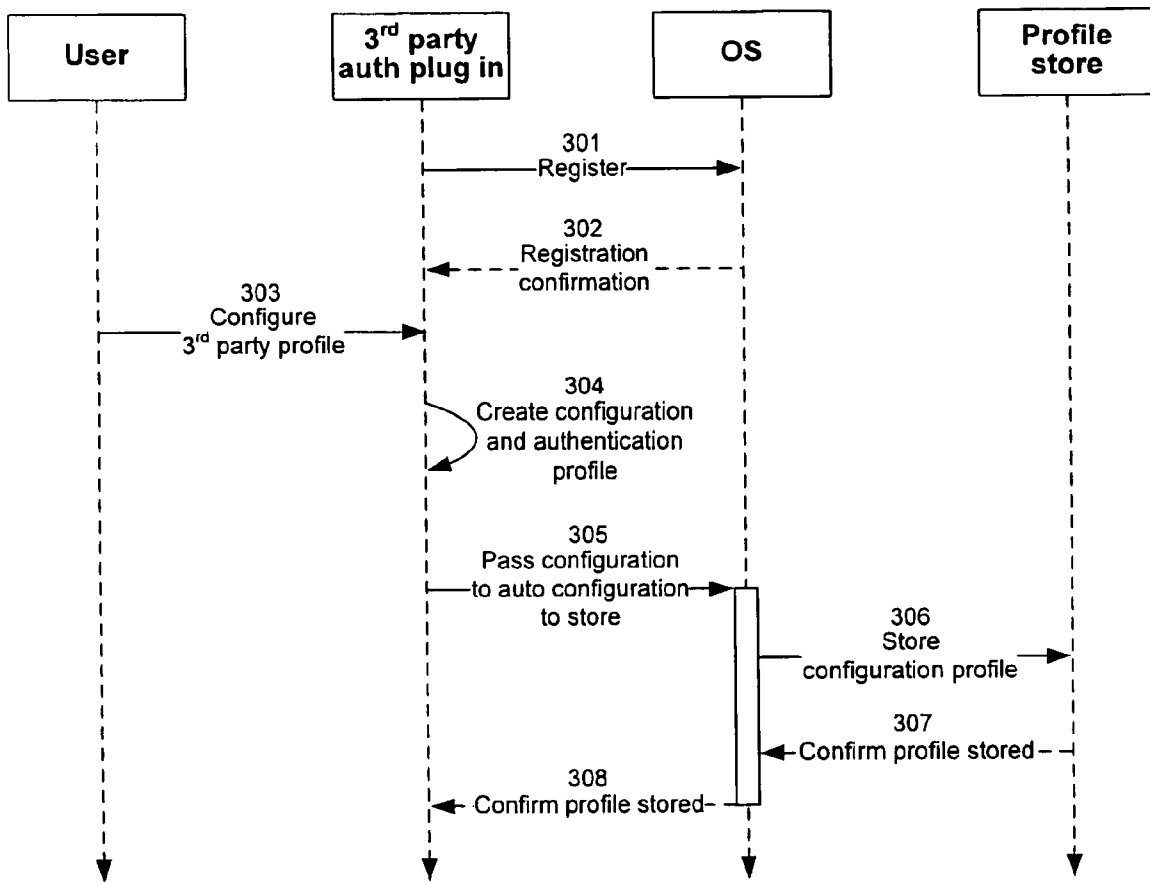 User
3rd party
auth plug in
OS
Profile
store
301
Register
302
Registration
confirmation
303
Configure
3rd party profile
304
Create configuration
and authentication
profile
305
Pass configuration
to auto configuration
to store
306
Store
configuration profile
307
Confirm profile stored
308
Confirm profile stored